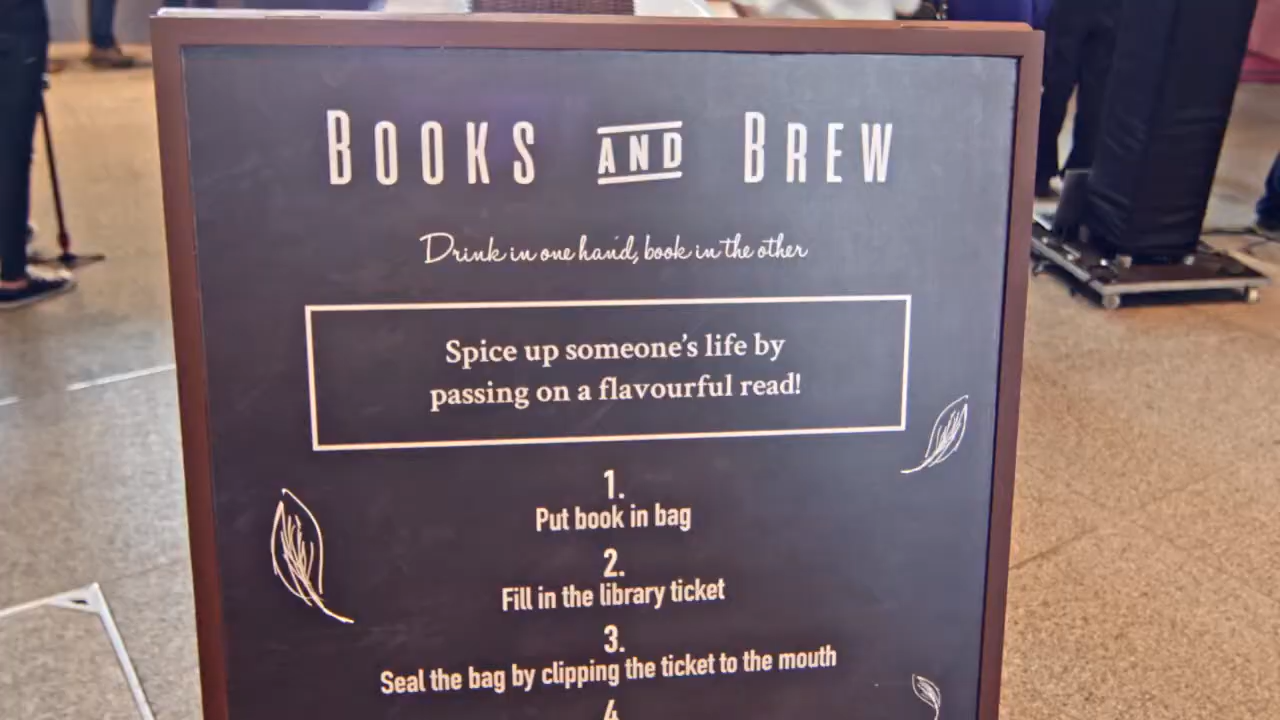 BOOKS AND BREW
Drink in one hand, book in the other
Spice up someone's life by
passing on a flavourful read!
1.
Put book in bag
2.
Fill in the library ticket
3.
Seal the bag by clipping the ticket to the mouth
4.